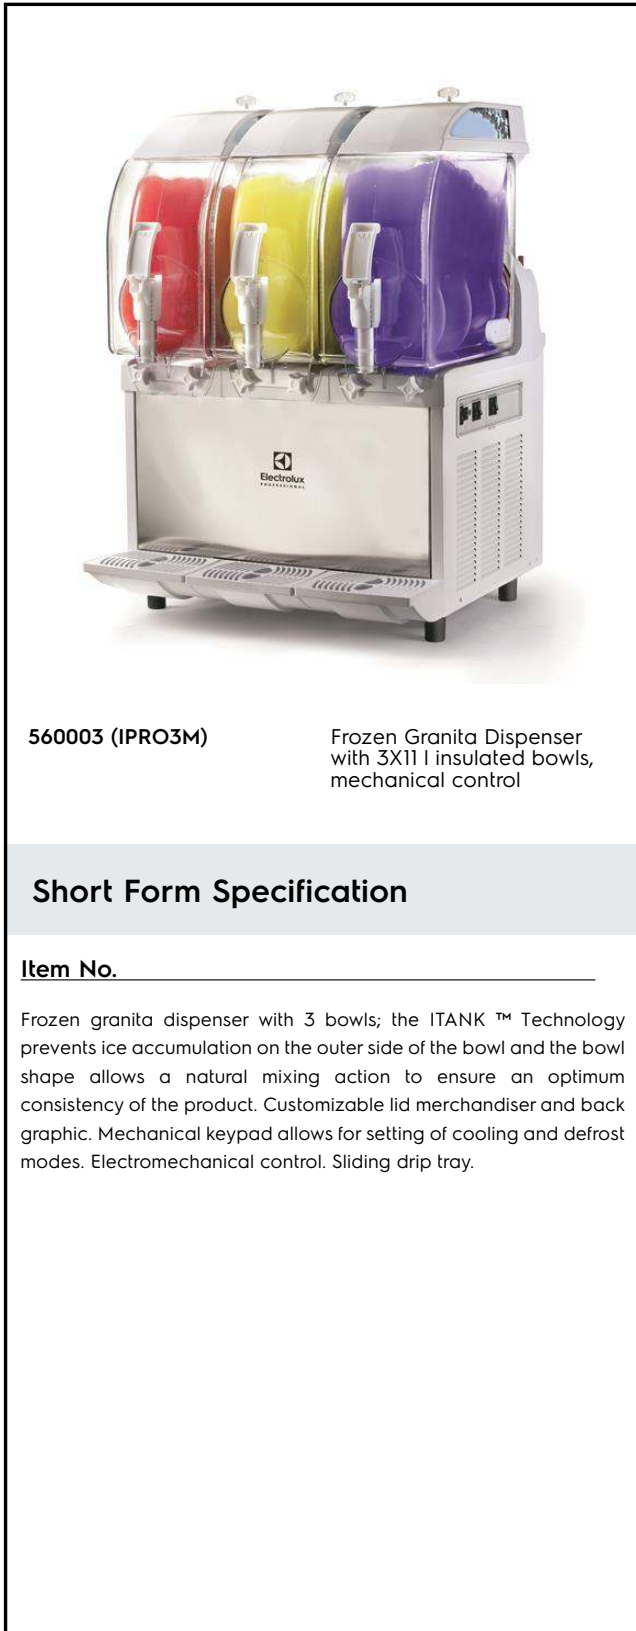 Electrolux
PROFESSIONAL
560003 (IPRO3M)
Frozen Granita Dispenser
with 3X11 l insulated bowls,
mechanical control
Short Form Specification
Item No.
Frozen granita dispenser with 3 bowls; the ITANK ™ Technology
prevents ice accumulation on the outer side of the bowl and the bowl
shape allows a natural mixing action to ensure an optimum
consistency of the product. Customizable lid merchandiser and back
graphic. Mechanical keypad allows for setting of cooling and defrost
modes. Electromechanical control. Sliding drip tray.